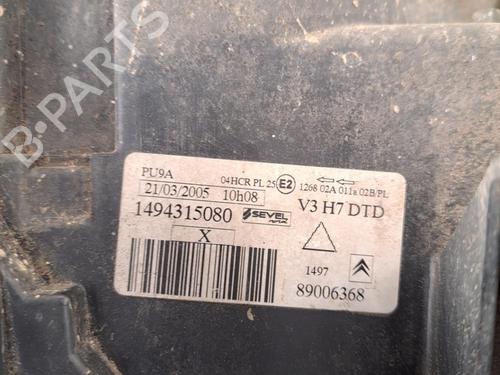 B-PARTS
PU9A
04HCR PL 25 E2 1268 02A 011a 02B/PL
21/03/2005 10h08
V3 H7 DTD
1494315080 SEVEL
X
1497
89006368